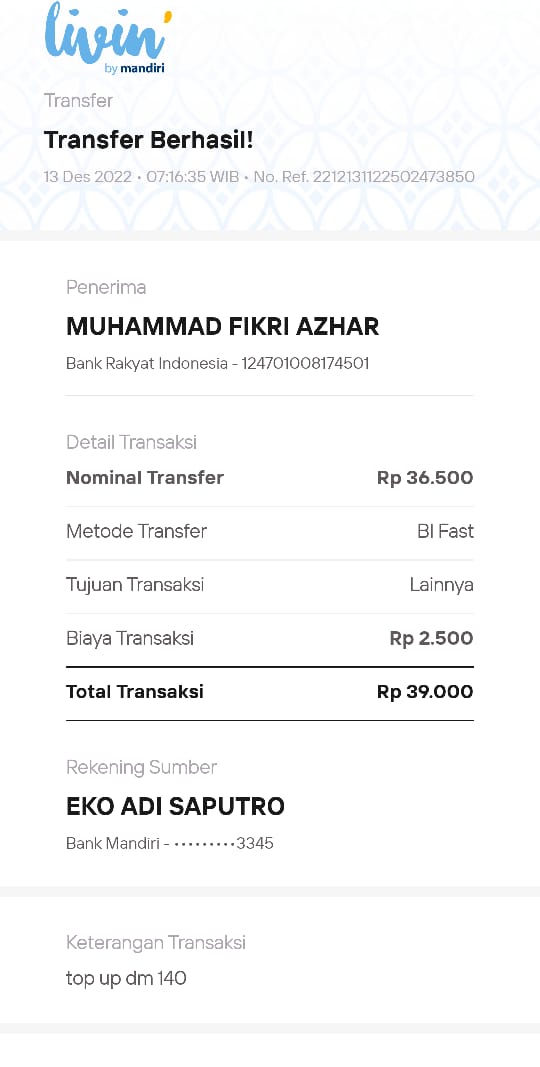 livin'
by mandiri
Transfer
Transfer Berhasil!
13 Des 2022 • 07:16:35 WIB • No. Ref. 2212131122502473850
Penerima
MUHAMMAD FIKRI AZHAR
Bank Rakyat Indonesia - 124701008174501
Detail Transaksi
Nominal Transfer Rp 36.500
Metode Transfer BI Fast
Tujuan Transaksi Lainnya
Biaya Transaksi Rp 2.500
Total Transaksi Rp 39.000
Rekening Sumber
EKO ADI SAPUTRO
Bank Mandiri - •••••••••3345
Keterangan Transaksi
top up dm 140